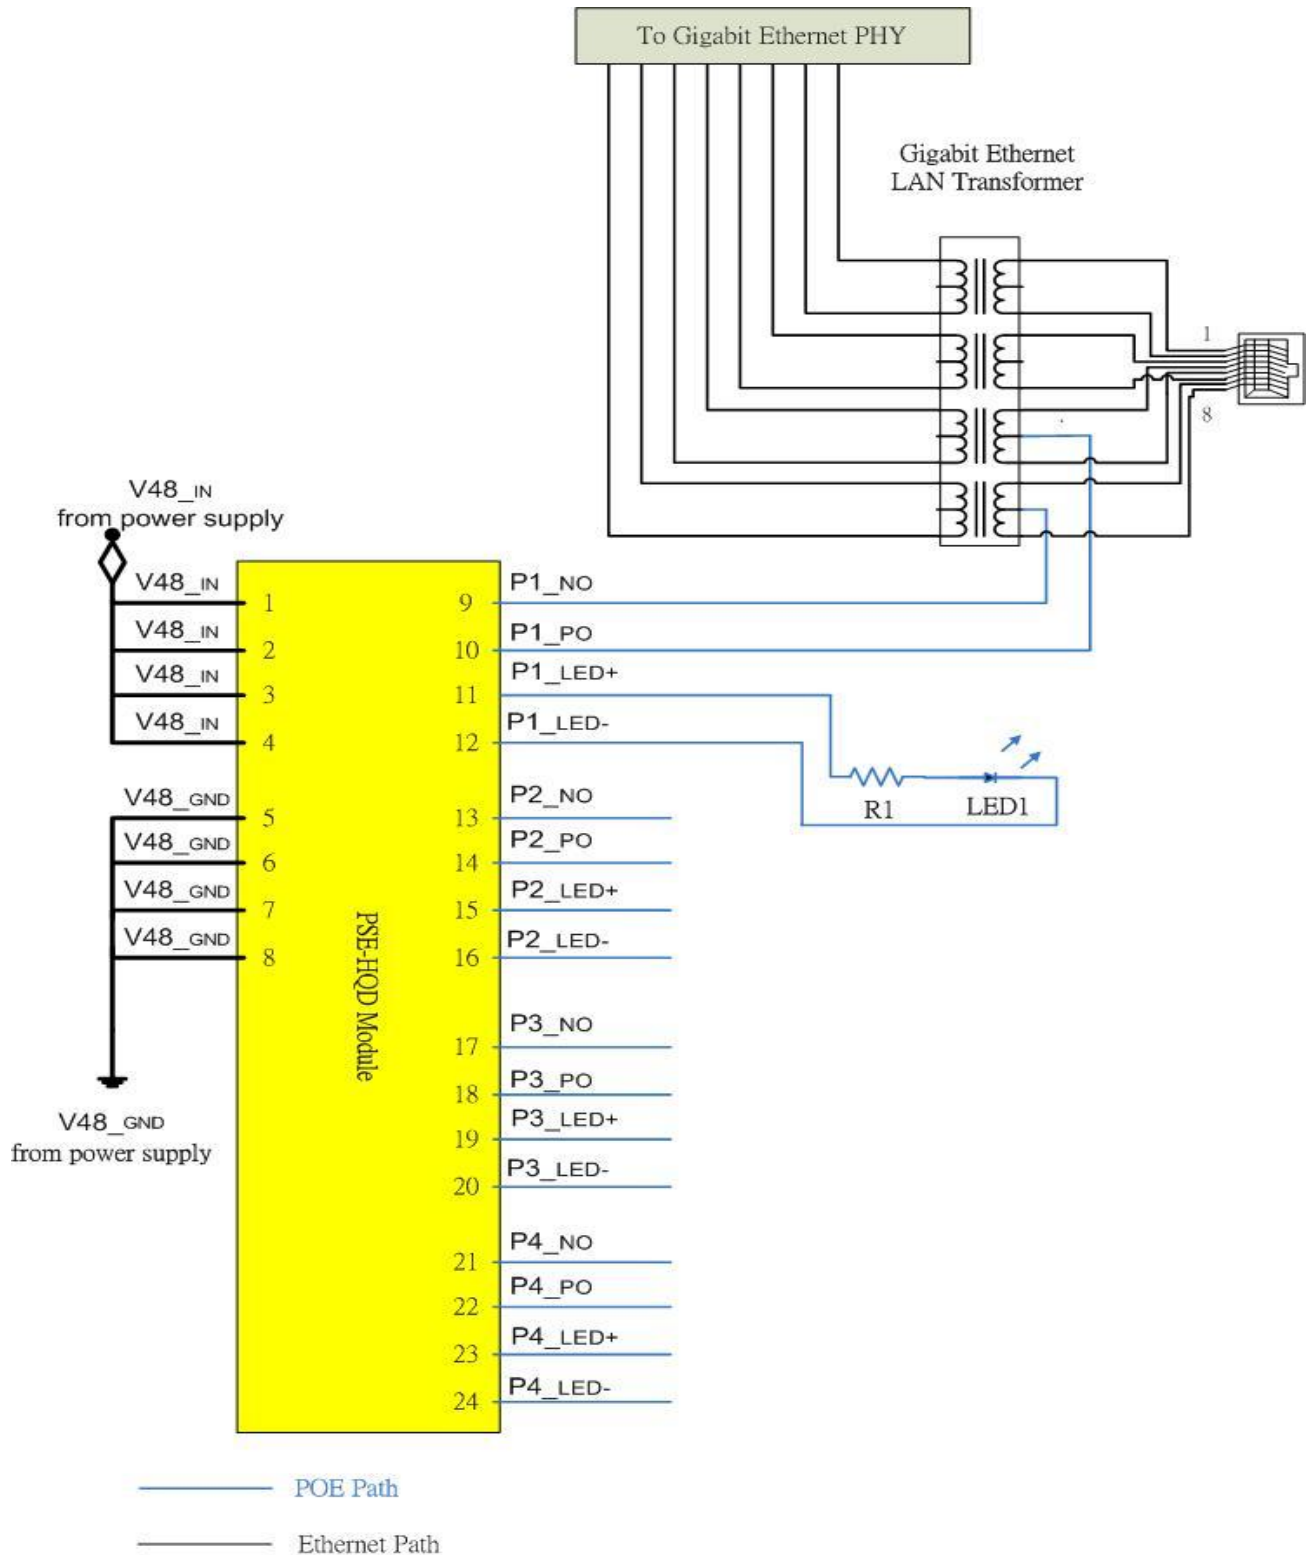 To Gigabit Ethernet PHY
Gigabit Ethernet
LAN Transformer
1
8
V48_IN
from power supply
V48_IN
1
V48_IN
2
V48_IN
3
V48_IN
4
V48_GND
5
V48_GND
6
V48_GND
7
V48_GND
8
V48_GND
from power supply
PSE-HQD Module
P1_NO
9
P1_PO
10
P1_LED+
11
P1_LED-
12
R1
LED1
P2_NO
13
P2_PO
14
P2_LED+
15
P2_LED-
16
P3_NO
17
P3_PO
18
P3_LED+
19
P3_LED-
20
P4_NO
21
P4_PO
22
P4_LED+
23
P4_LED-
24
POE Path
Ethernet Path